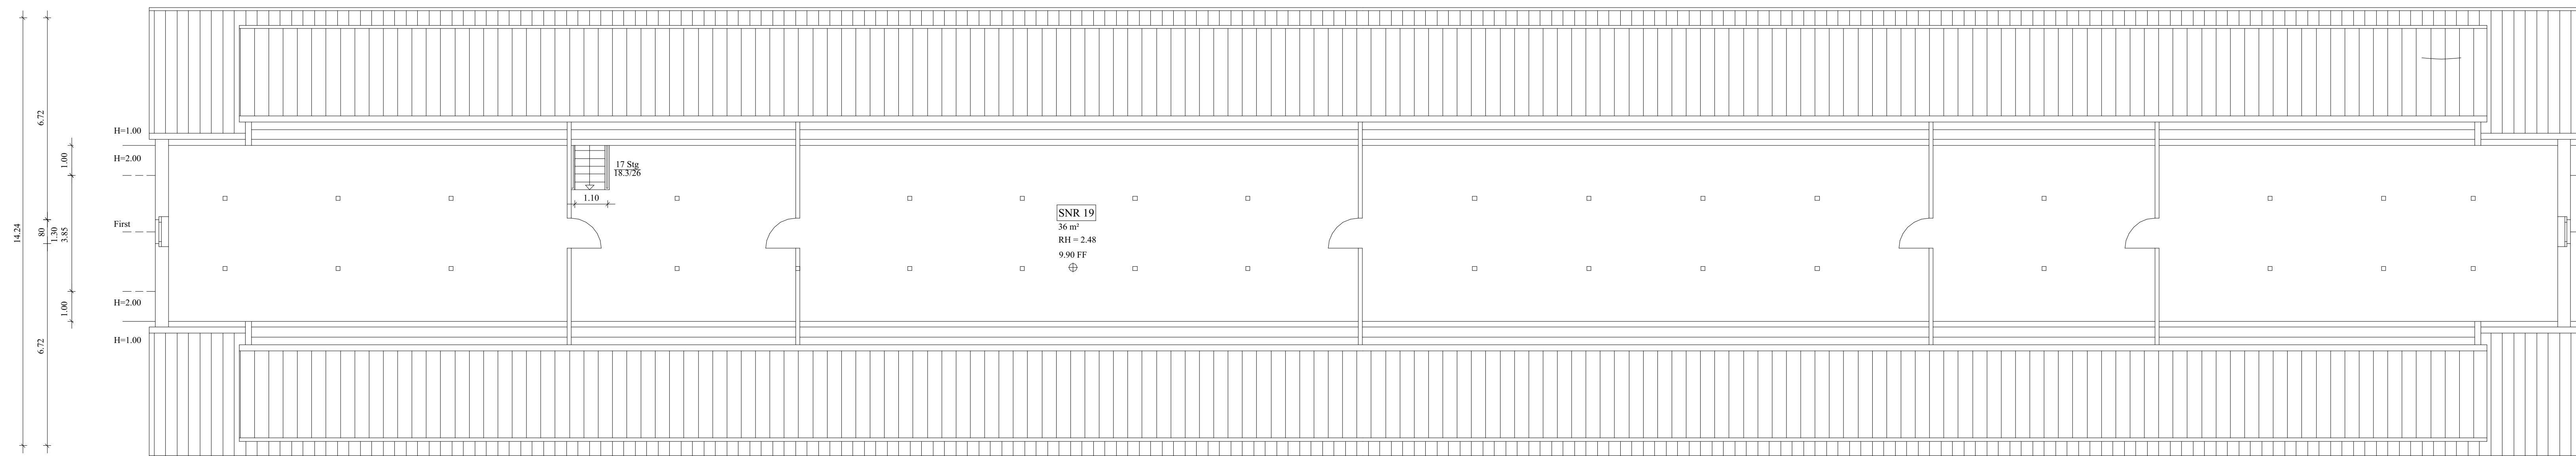 14.24
6.72
80
1.30
6.72
1.00
3.85
1.00
H=1.00
H=2.00
First
H=2.00
H=1.00
17 Stg
18.3/26
1.10
SNR 19
36 m²
RH = 2.48
9.90 FF